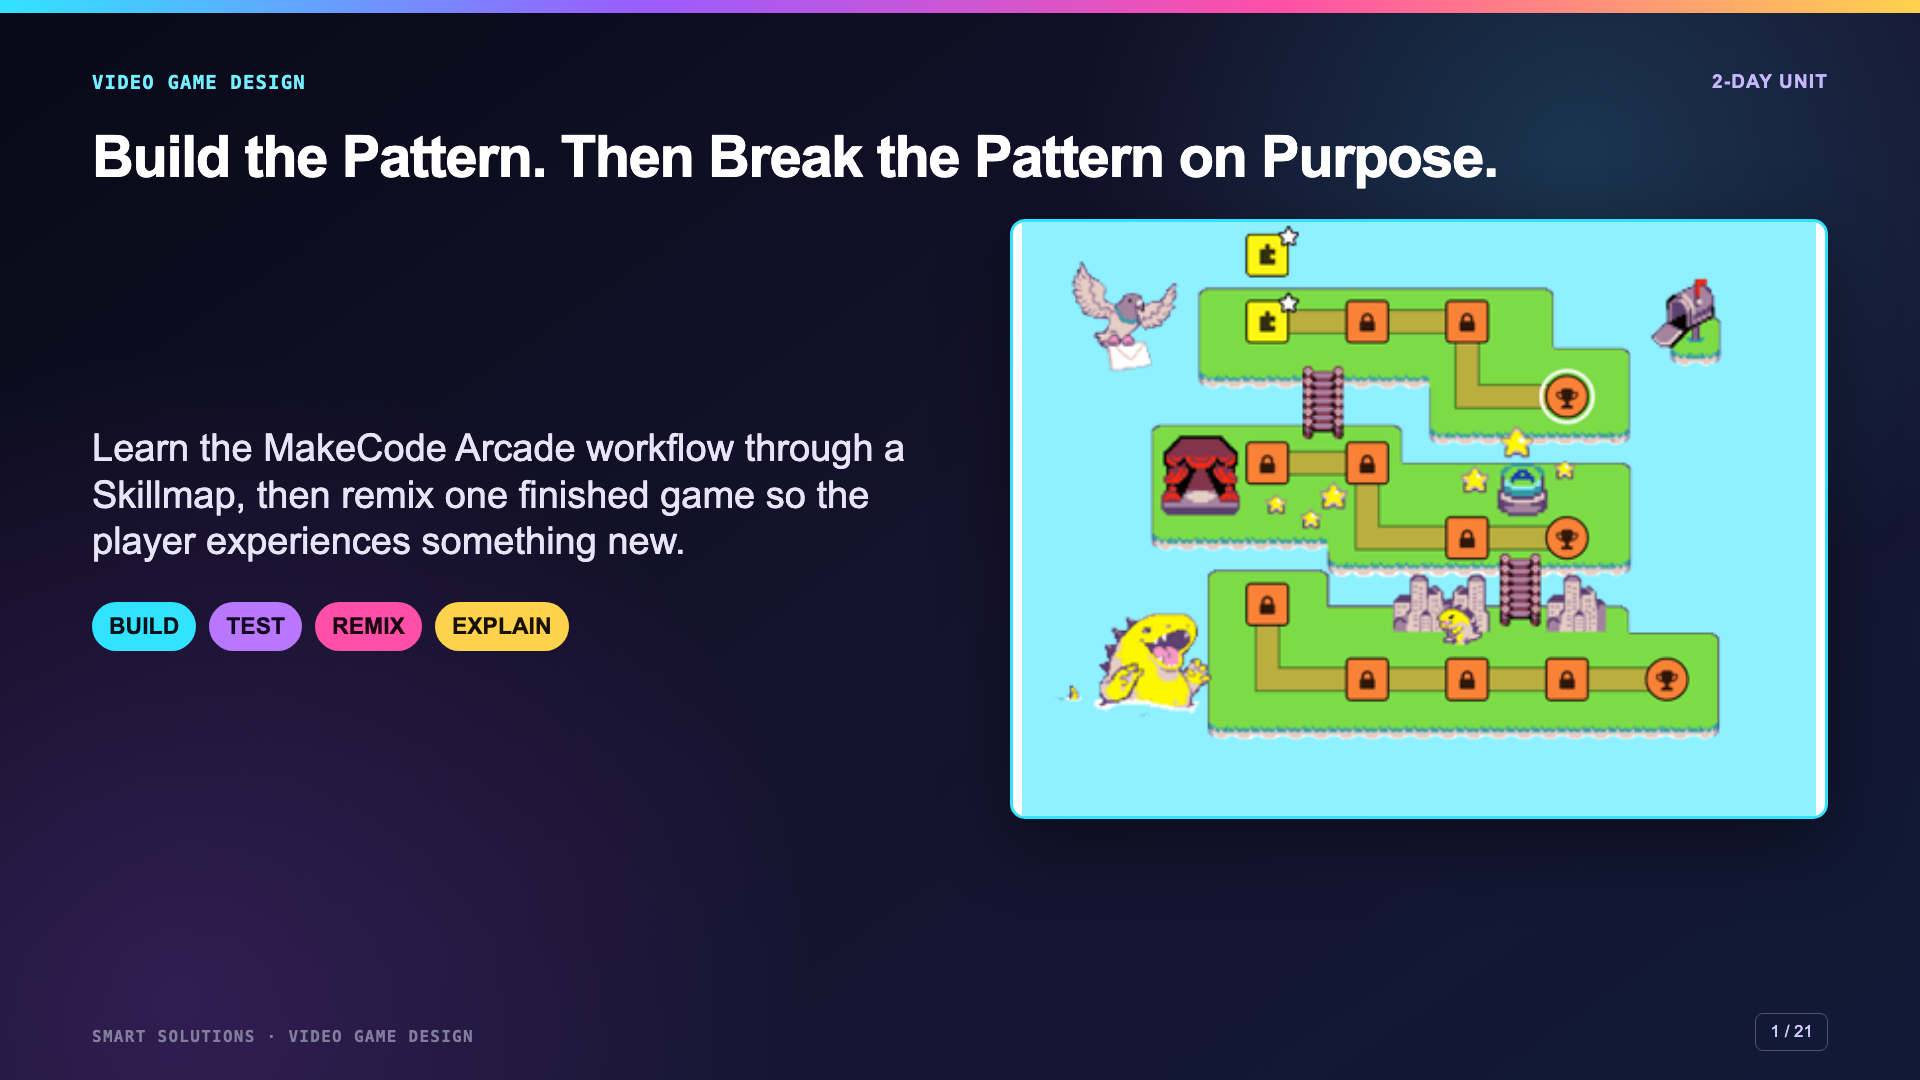 VIDEO GAME DESIGN
2-DAY UNIT
Build the Pattern. Then Break the Pattern on Purpose.
Learn the MakeCode Arcade workflow through a
Skillmap, then remix one finished game so the
player experiences something new.
BUILD TEST REMIX EXPLAIN
SMART SOLUTIONS · VIDEO GAME DESIGN
1 / 21